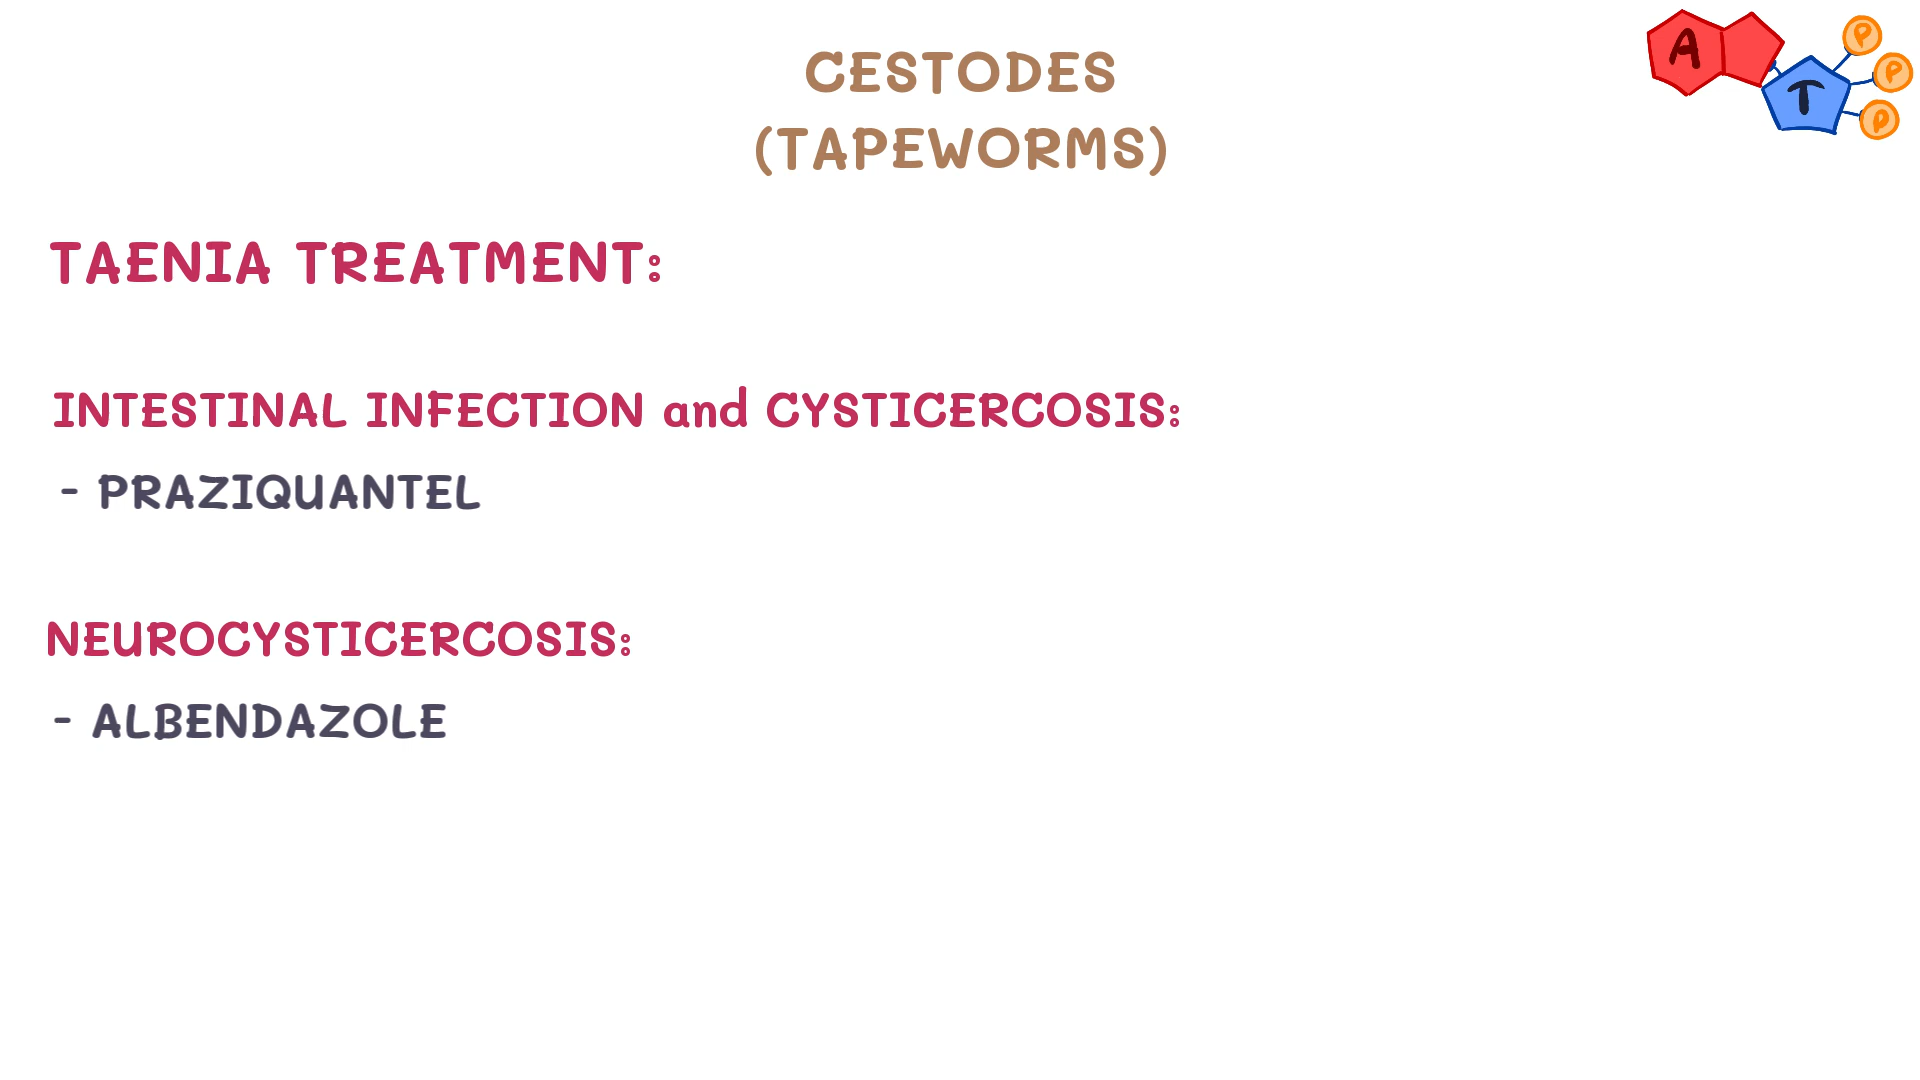 CESTODES
(TAPEWORMS)
A
T
P
P
P
TAENIA TREATMENT:
INTESTINAL INFECTION and CYSTICERCOSIS:
- PRAZIQUANTEL
NEUROCYSTICERCOSIS:
- ALBENDAZOLE